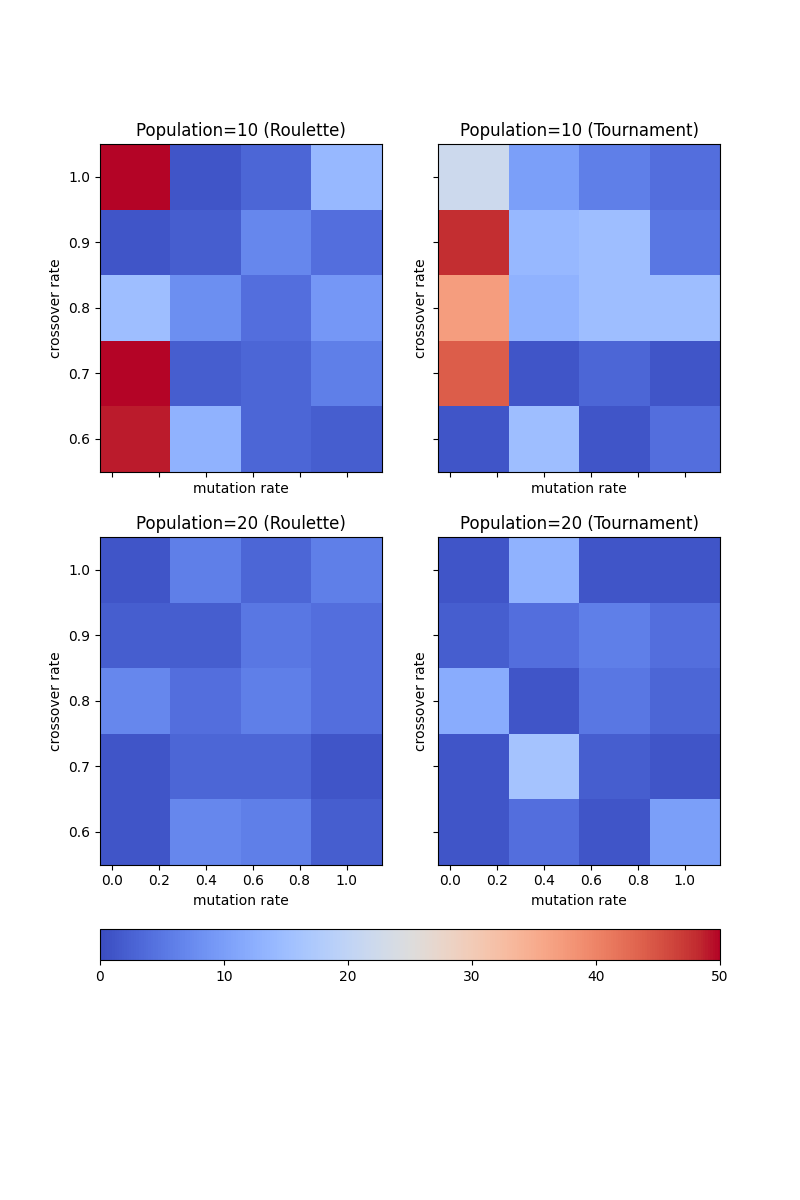 Population=10 (Roulette)
Population=10 (Tournament)
crossover rate
1.0
0.9
0.8
0.7
0.6
mutation rate
crossover rate
mutation rate
Population=20 (Roulette)
Population=20 (Tournament)
crossover rate
1.0
0.9
0.8
0.7
0.6
0.0 0.2 0.4 0.6 0.8 1.0
mutation rate
crossover rate
0.0 0.2 0.4 0.6 0.8 1.0
mutation rate
0 10 20 30 40 50